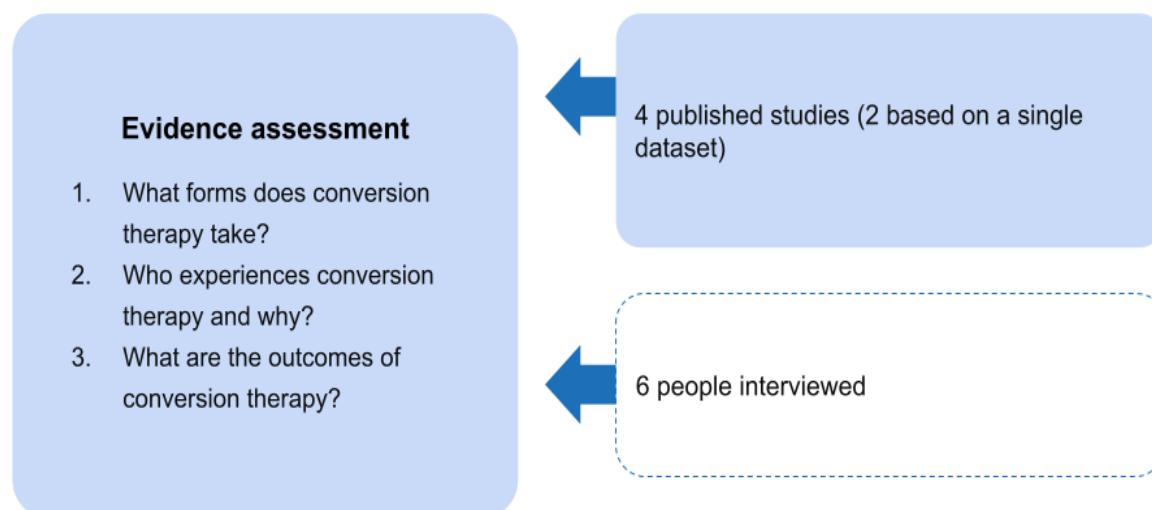 Evidence assessment
1. What forms does conversion
therapy take?
2. Who experiences conversion
therapy and why?
3. What are the outcomes of
conversion therapy?
4 published studies (2 based on a single
dataset)
6 people interviewed